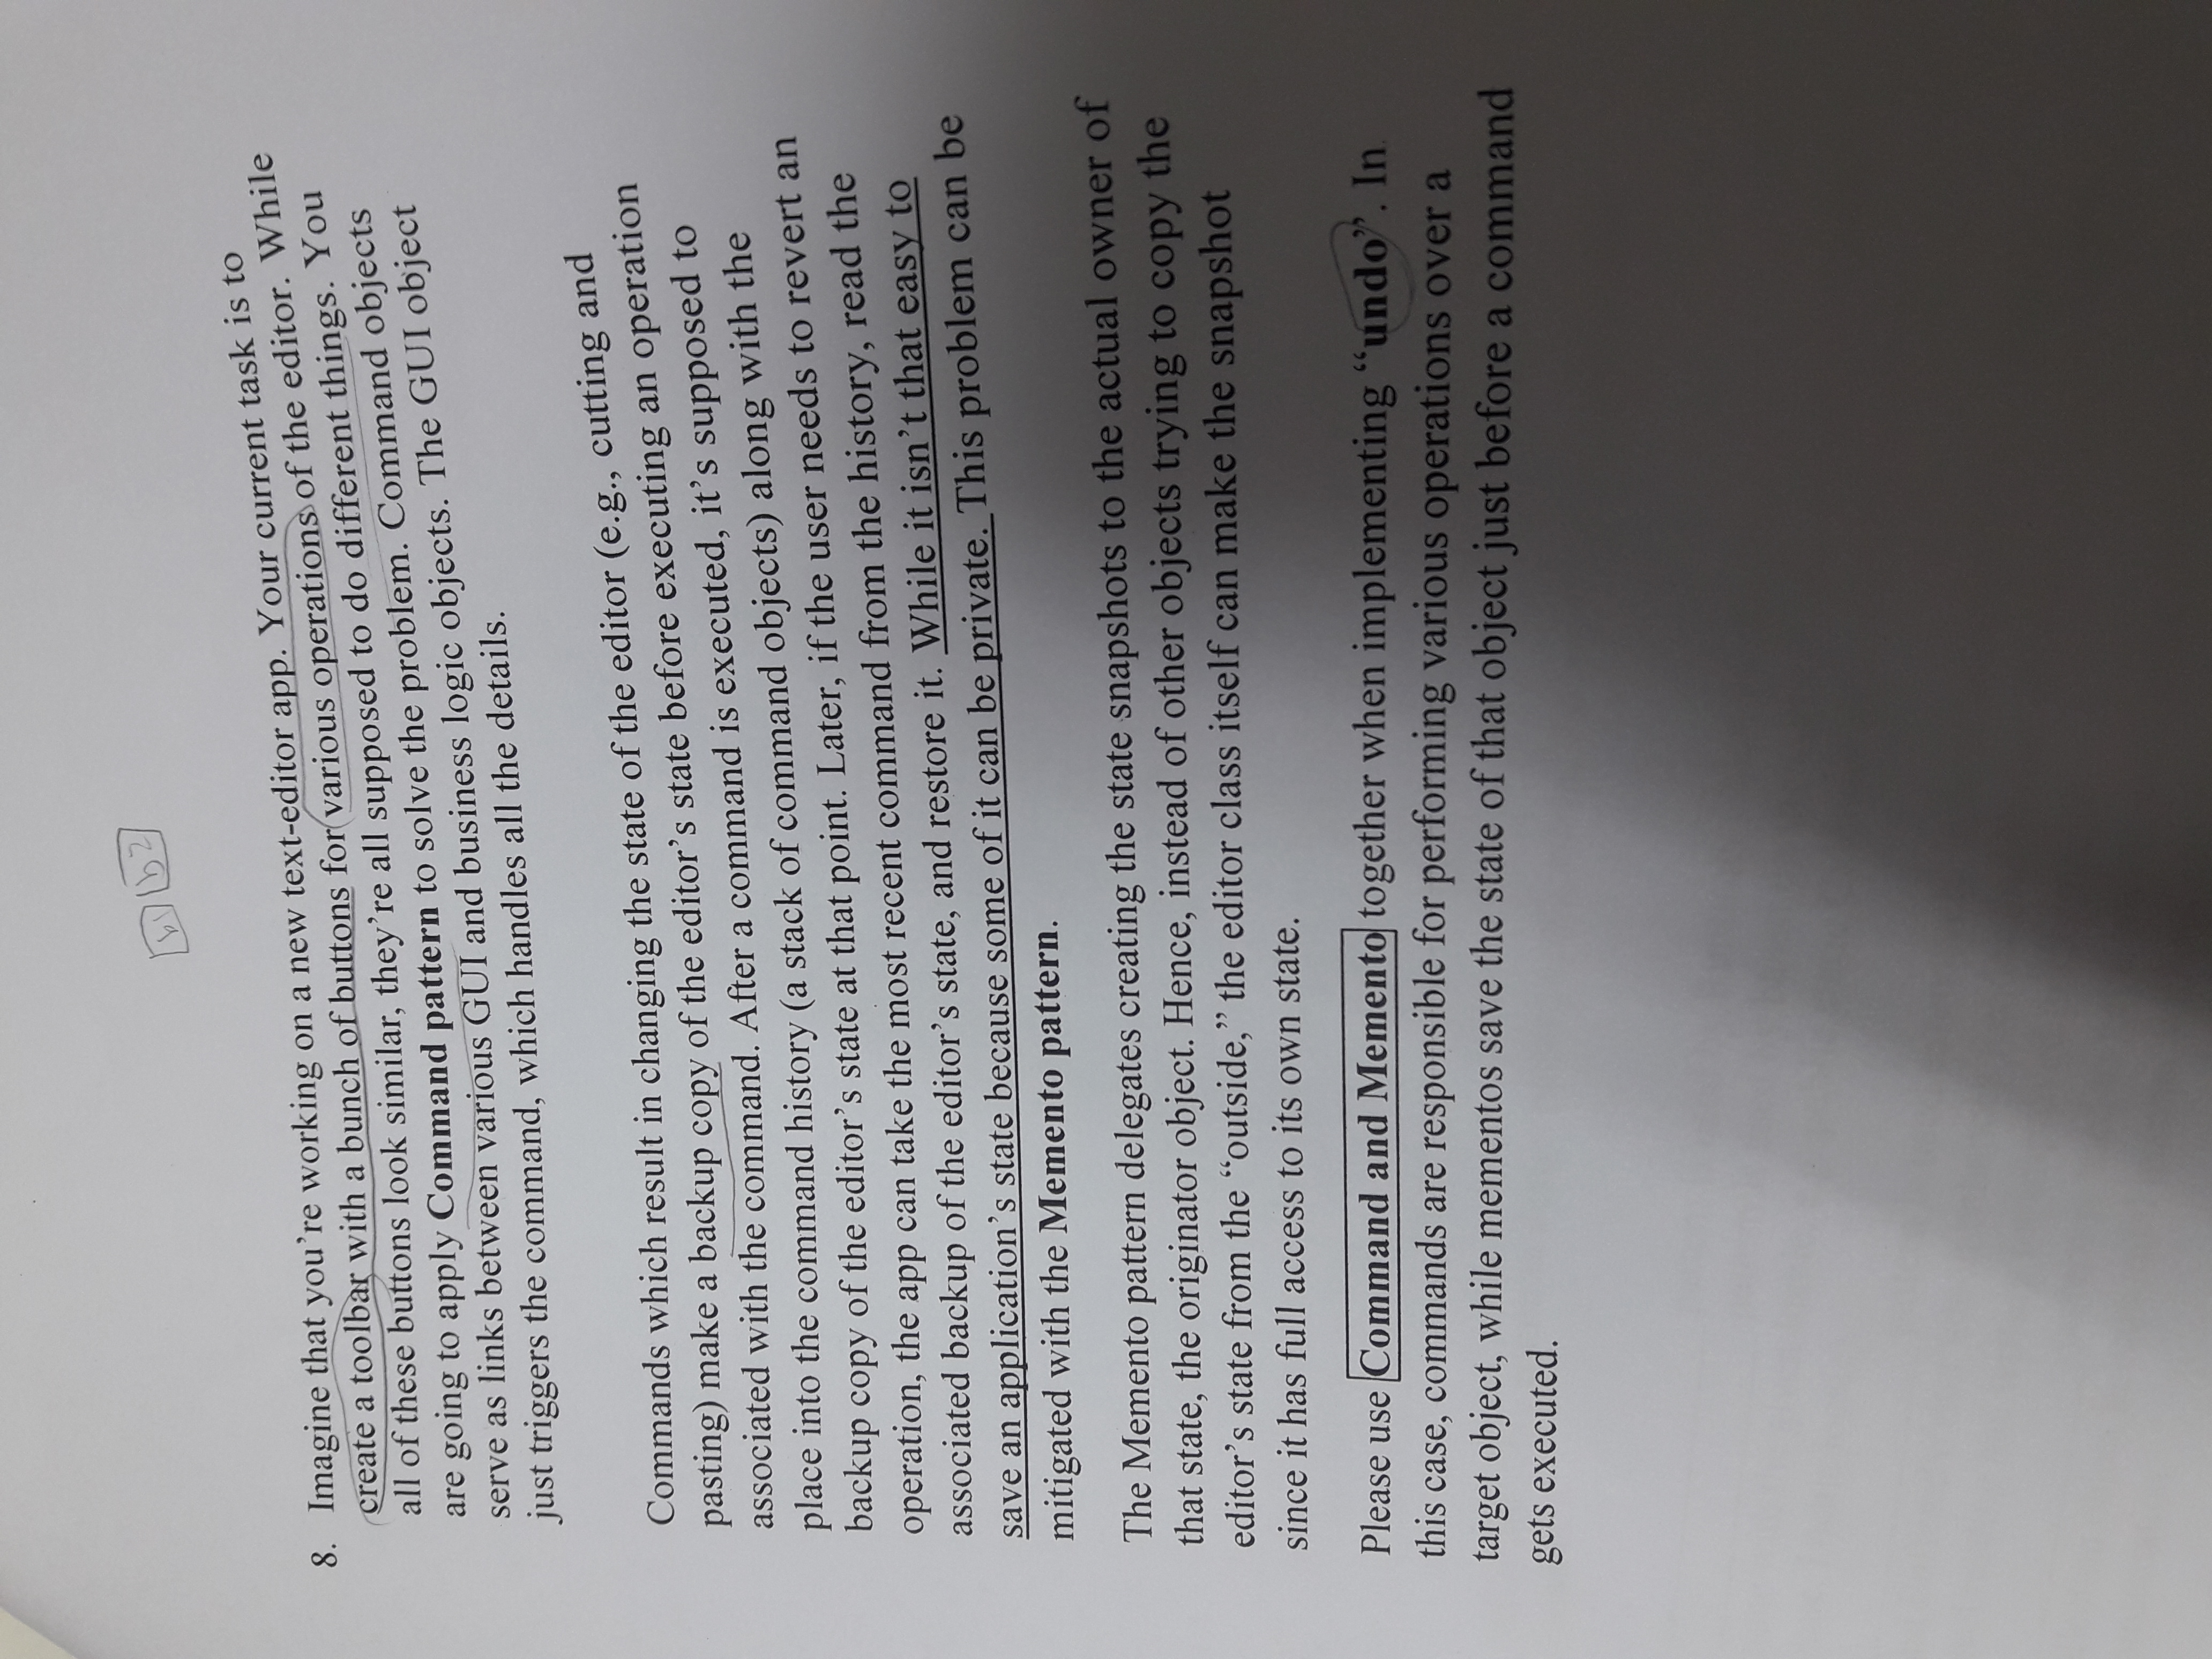 b1 b2
8. Imagine that you're working on a new text-editor app. Your current task is to
create a toolbar with a bunch of buttons for various operations of the editor. While
all of these buttons look similar, they're all supposed to do different things. You
are going to apply Command pattern to solve the problem. Command objects
serve as links between various GUI and business logic objects. The GUI object
just triggers the command, which handles all the details.
Commands which result in changing the state of the editor (e.g., cutting and
pasting) make a backup copy of the editor's state before executing an operation
associated with the command. After a command is executed, it's supposed to
place into the command history (a stack of command objects) along with the
backup copy of the editor's state at that point. Later, if the user needs to revert an
operation, the app can take the most recent command from the history, read the
associated backup of the editor's state, and restore it. While it isn't that easy to
save an application's state because some of it can be private. This problem can be
mitigated with the Memento pattern.
The Memento pattern delegates creating the state snapshots to the actual owner of
that state, the originator object. Hence, instead of other objects trying to copy the
editor's state from the “outside,” the editor class itself can make the snapshot
since it has full access to its own state.
Please use Command and Memento together when implementing “undo”. In
this case, commands are responsible for performing various operations over a
target object, while mementos save the state of that object just before a command
gets executed.